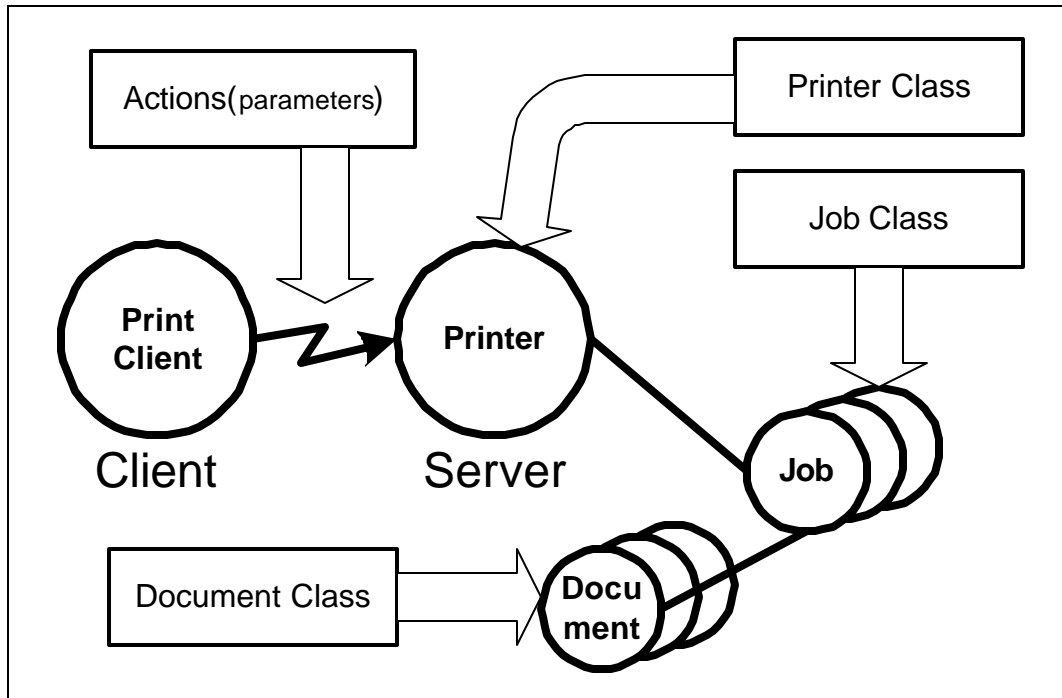 Actions(parameters)
Printer Class
Job Class
Print
Client
Printer
Client
Server
Job
Document Class
Docu
ment